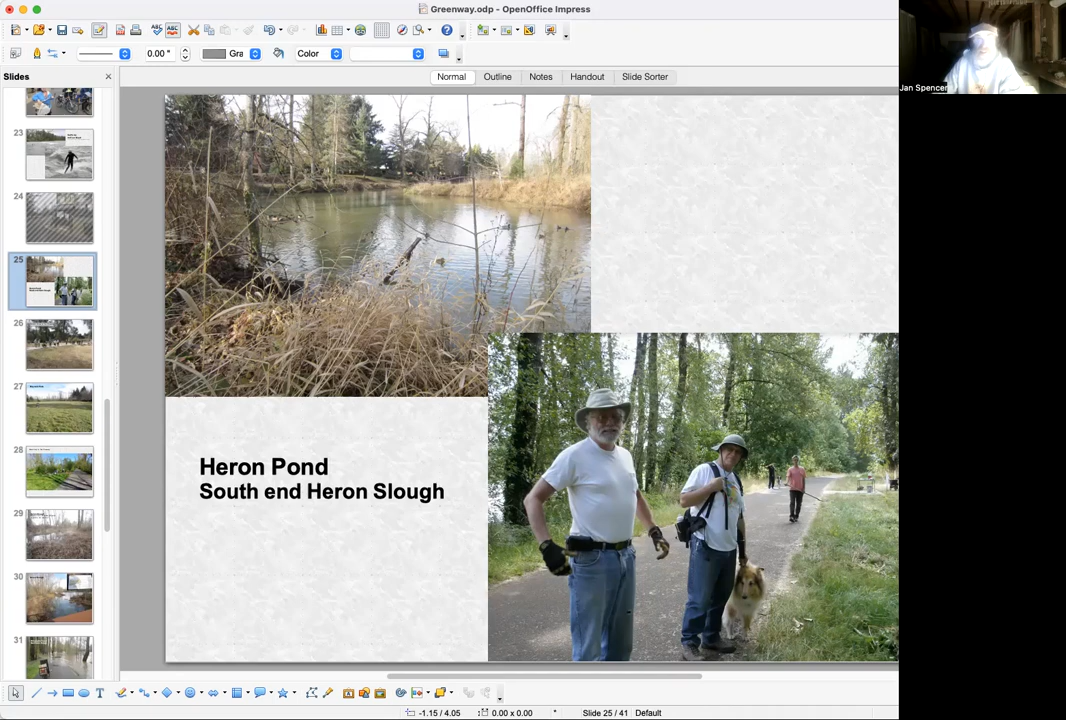 Greenway.odp - OpenOffice Impress
0.00 °
Gra
Color
Slides
Normal
Outline
Notes
Handout
Slide Sorter
Jan Spencer
23
24
25
26
27
28
29
30
31
Heron Pond
South end Heron Slough
-1.15 / 4.05
0.00 x 0.00
*
Slide 25 / 41
Default